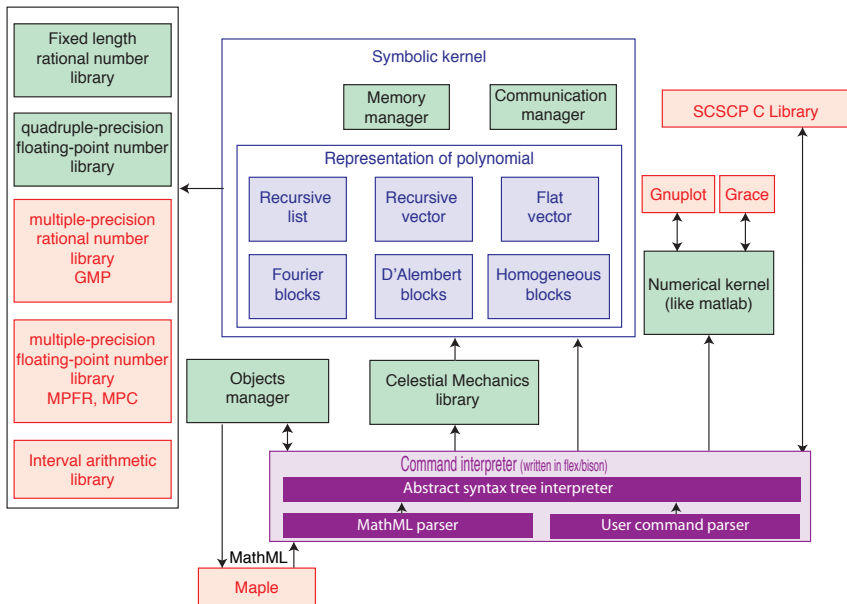 Fixed length
rational number
library
quadruple-precision
floating-point number
library
multiple-precision
rational number
library
GMP
multiple-precision
floating-point number
library
MPFR, MPC
Interval arithmetic
library
Symbolic kernel
Memory
manager
Communication
manager
Representation of polynomial
Recursive
list
Recursive
vector
Flat
vector
Fourier
blocks
D'Alembert
blocks
Homogeneous
blocks
SCSCP C Library
Gnuplot
Grace
Numerical kernel
(like matlab)
Objects
manager
Celestial Mechanics
library
Command interpreter (written in flex/bison)
Abstract syntax tree interpreter
MathML parser
User command parser
MathML
Maple